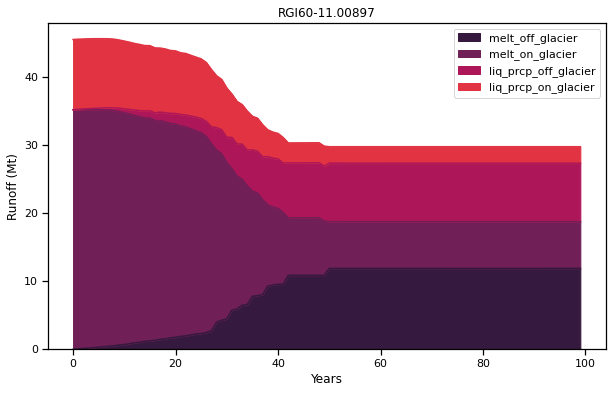 RGI60-11.00897
melt_off_glacier
melt_on_glacier
liq_prcp_off_glacier
liq_prcp_on_glacier
Runoff (Mt)
40
30
20
10
0
0 20 40 60 80 100
Years